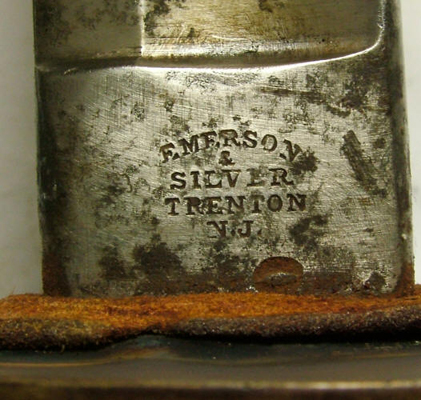 EMERSON
&
SILVER
TRENTON
N.J.